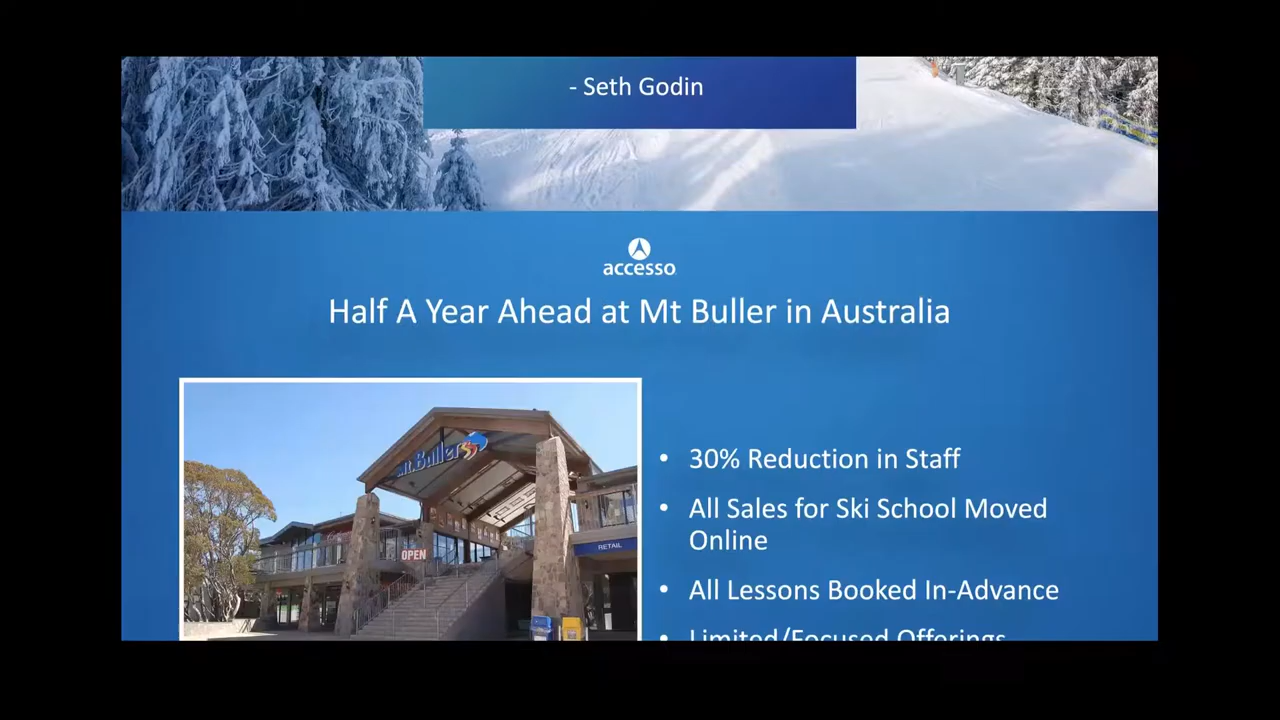 - Seth Godin
accesso
Half A Year Ahead at Mt Buller in Australia
Mt.Buller
OPEN
RETAIL
• 30% Reduction in Staff
• All Sales for Ski School Moved
Online
• All Lessons Booked In-Advance
• Limited/Focused Offerings